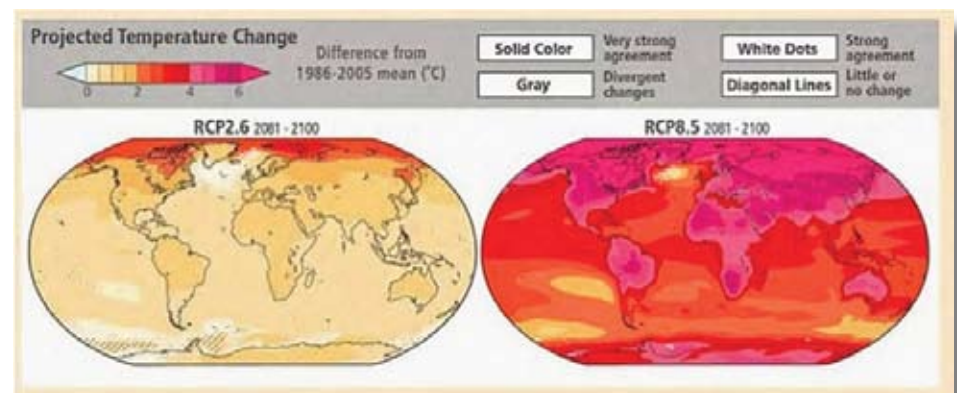 Projected Temperature Change
Difference from
1986-2005 mean (˚C)
0 2 4 6
Solid Color
Very strong
agreement
White Dots
Strong
agreement
Gray
Divergent
changes
Diagonal Lines
Little or
no change
RCP2.6 2081 - 2100
RCP8.5 2081 - 2100